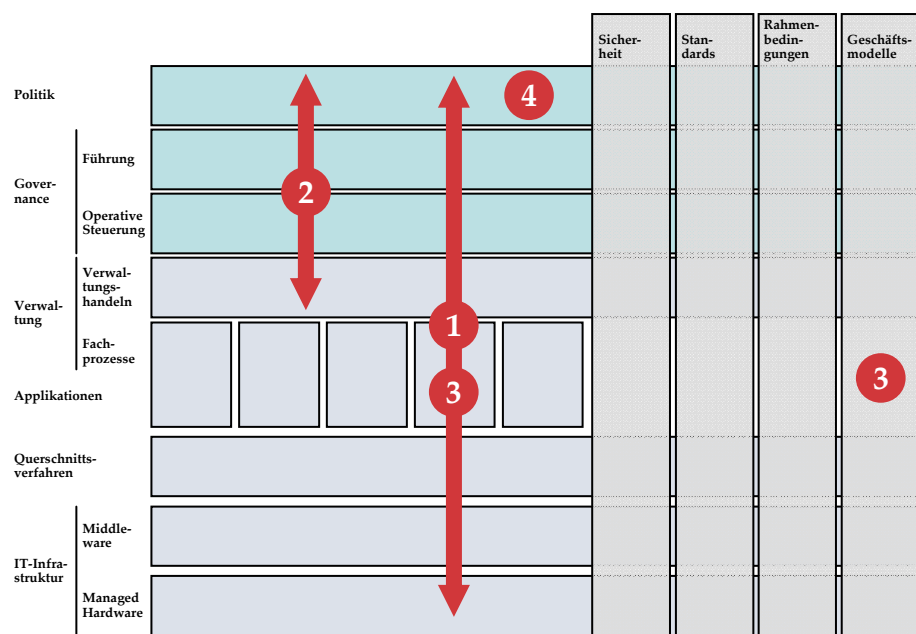 Sicher-
heit
Stan-
dards
Rahmen-
bedin-
gungen
Geschäfts-
modelle
Politik
4
Gover-
nance
Führung
2
Operative
Steuerung
Verwal-
tung
Verwal-
tungs-
handeln
1
Fach-
prozesse
Applikationen
3
3
Querschnitts-
verfahren
IT-Infra-
struktur
Middle-
ware
Managed
Hardware